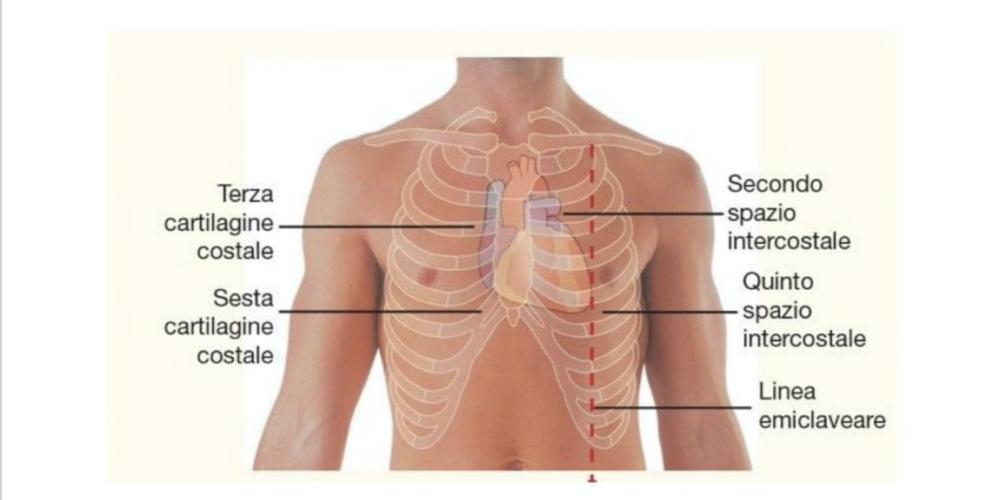 Terza
cartilagine
costale
Sesta
cartilagine
costale
Secondo
spazio
intercostale
Quinto
spazio
intercostale
Linea
emiclaveare